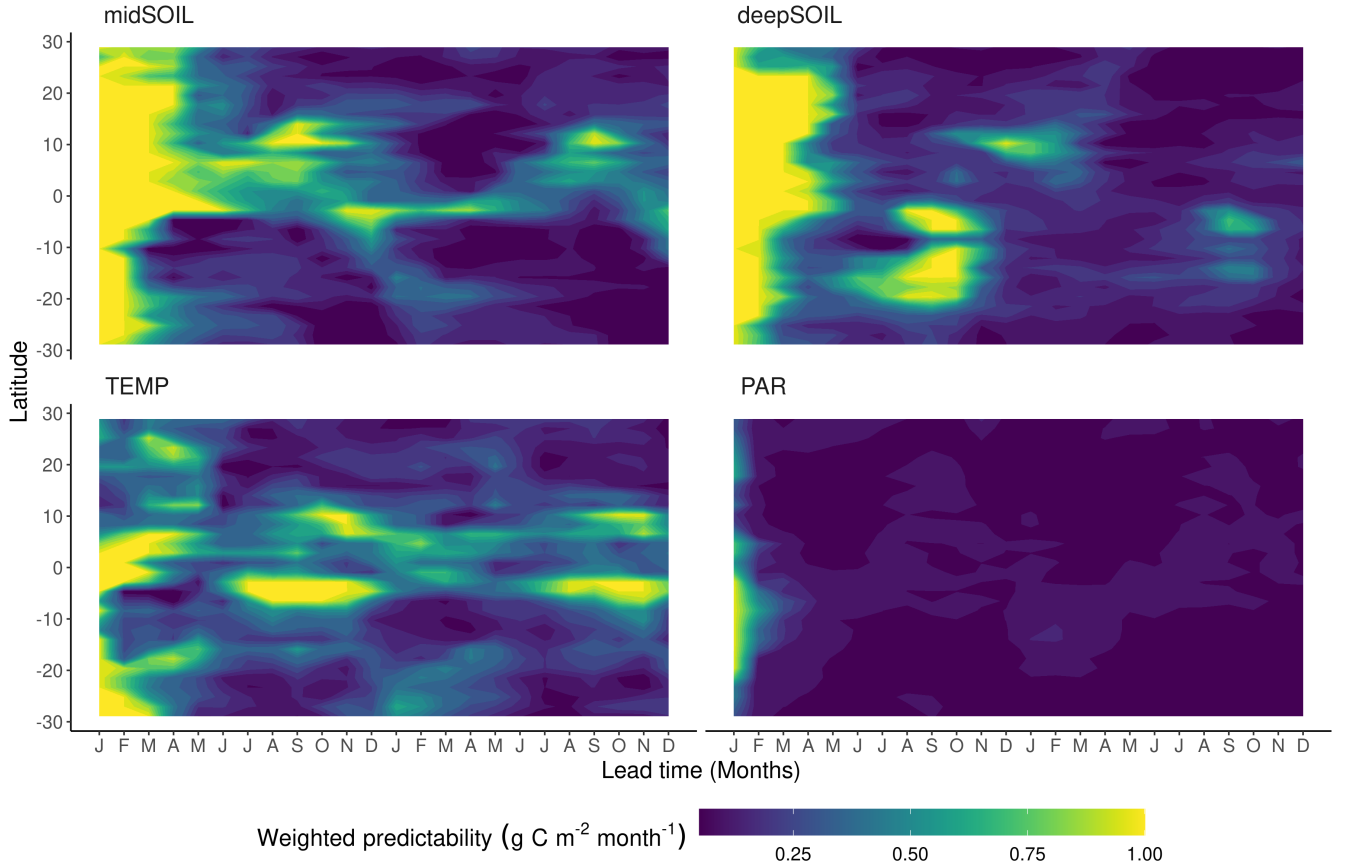 midSOIL deepSOIL
30
20
10
0
-10
-20
-30
Latitude
TEMP PAR
30
20
10
0
-10
-20
-30
J F M A M J J A S O N D J F M A M J J A S O N D J F M A M J J A S O N D J F M A M J J A S O N D
Lead time (Months)
Weighted predictability (g C m-2 month-1)
0.25 0.50 0.75 1.00